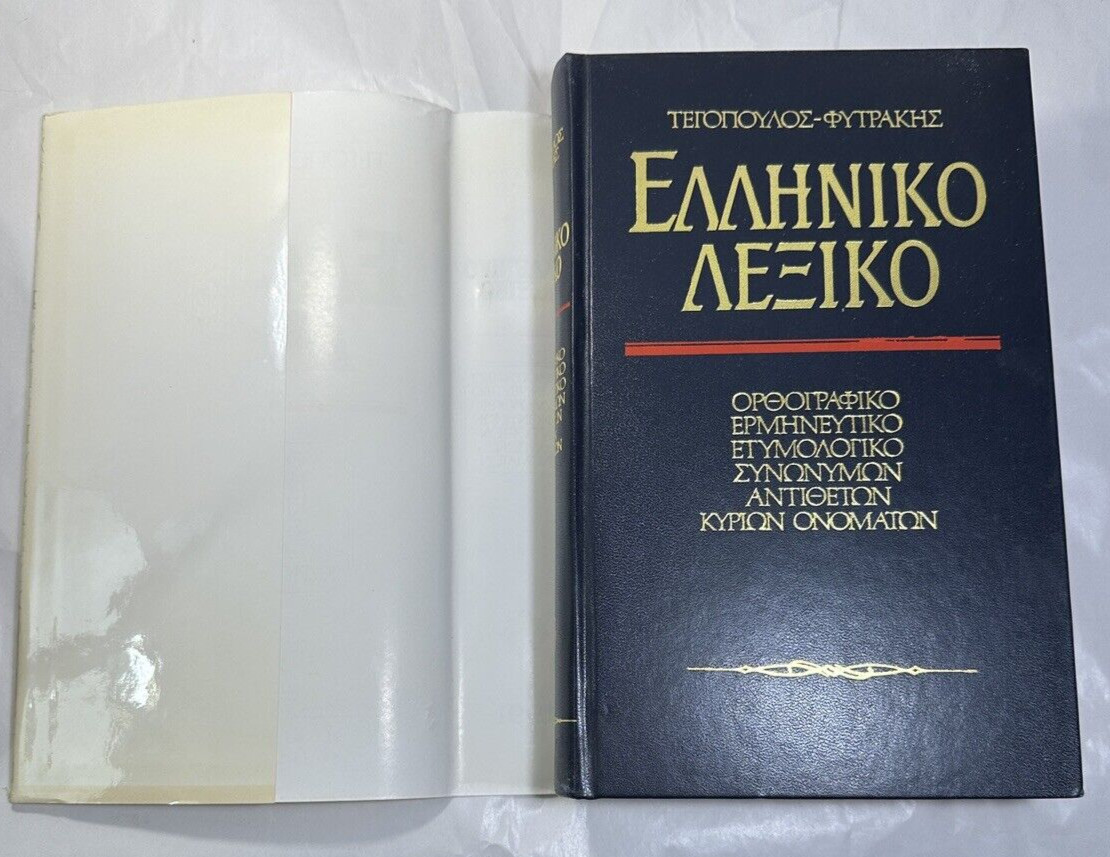 ΤΕΓΟΠΟΥΛΟΣ-ΦΥΤΡΑΚΗΣ
ΕΛΛΗΝΙΚΟ
ΛΕΞΙΚΟ
ΟΡΘΟΓΡΑΦΙΚΟ
ΕΡΜΗΝΕΥΤΙΚΟ
ΕΤΥΜΟΛΟΓΙΚΟ
ΣΥΝΩΝΥΜΩΝ
ΑΝΤΙΘΕΤΩΝ
ΚΥΡΙΩΝ ΟΝΟΜΑΤΩΝ